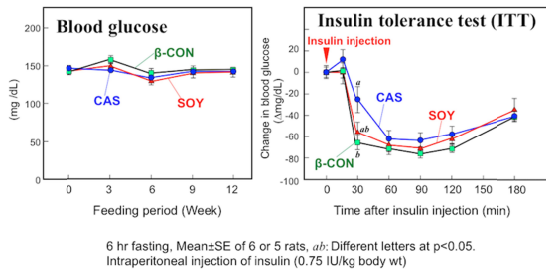 Blood glucose
(mg /dL)
200
150
100
50
0
β-CON
CAS
SOY
0 3 6 9 12
Feeding period (Week)
Insulin tolerance test (ITT)
Change in blood glucose
(Δmg/dL)
Insulin injection
20
0
-20
-40
-60
-80
-100
a
ab
b
CAS
SOY
β-CON
0 30 60 90 120 180
Time after insulin injection (min)
6 hr fasting, Mean±SE of 6 or 5 rats, ab: Different letters at p<0.05.
Intraperitoneal injection of insulin (0.75 IU/kg body wt)